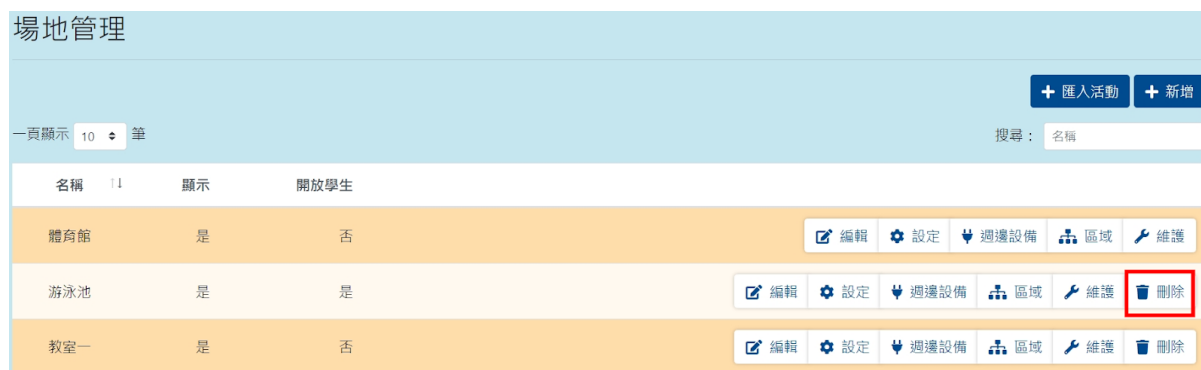 場地管理
匯入活動 新增
一頁顯示 10 筆 搜尋： 名稱
名稱 顯示 開放學生
體育館 是 否 編輯 設定 週邊設備 區域 維護
游泳池 是 是 編輯 設定 週邊設備 區域 維護 刪除
教室一 是 否 編輯 設定 週邊設備 區域 維護 刪除